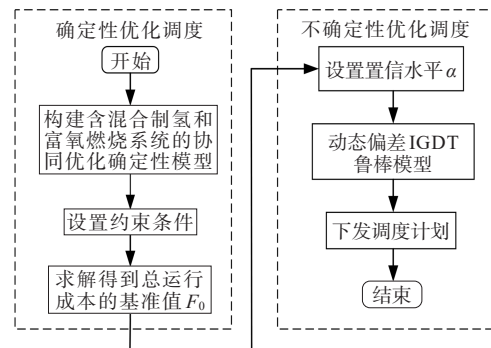 确定性优化调度
开始
构建含混合制氢和
富氧燃烧系统的协
同优化确定性模型
设置约束条件
求解得到总运行
成本的基准值F₀
不确定性优化调度
设置置信水平α
动态偏差IGDT
鲁棒模型
下发调度计划
结束